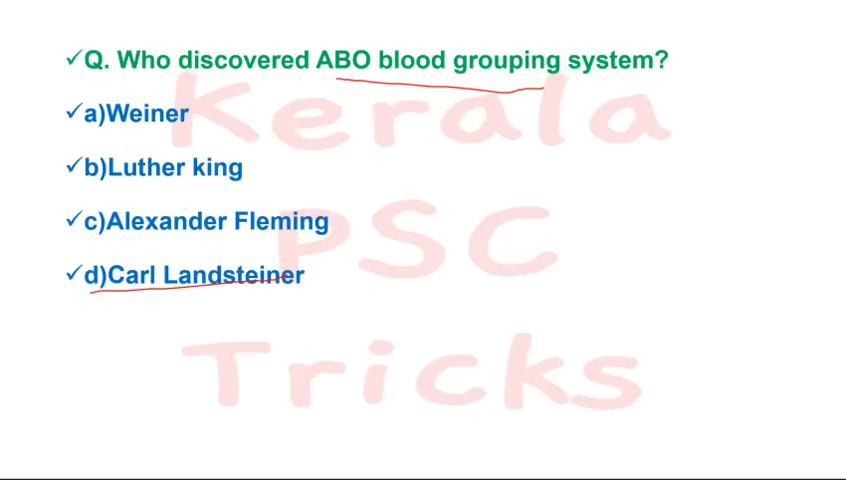 ✓Q. Who discovered ABO blood grouping system?
✓a)Weiner
✓b)Luther king
✓c)Alexander Fleming
✓d)Carl Landsteiner
Kerala
PSC
Tricks